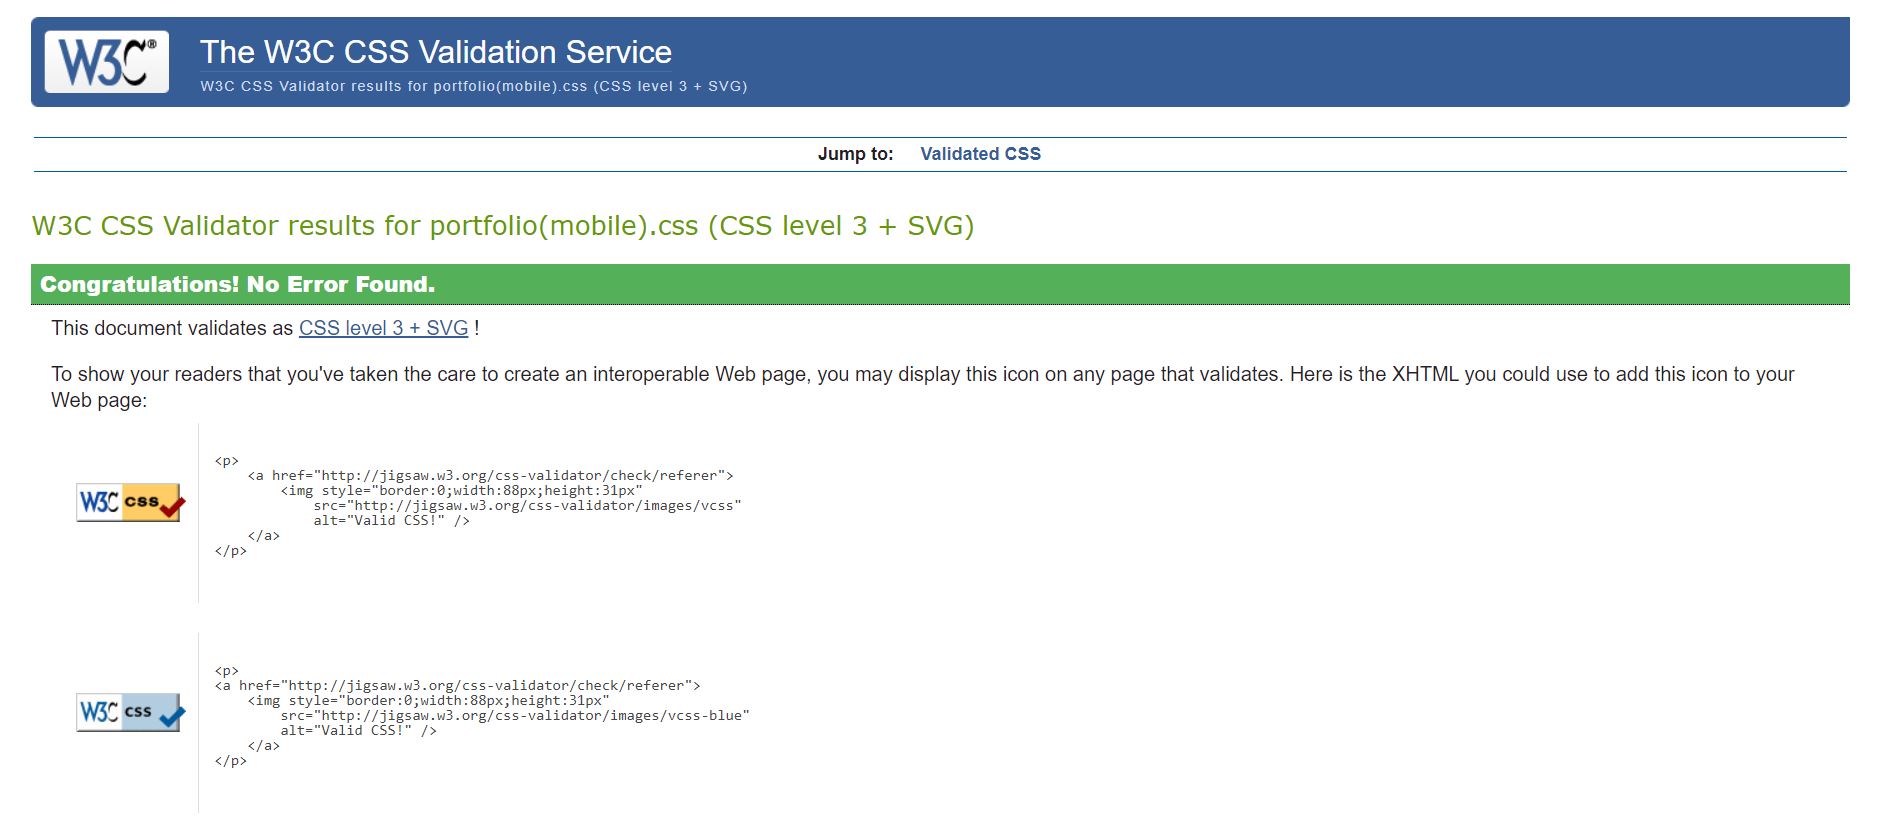 W3C®
The W3C CSS Validation Service
W3C CSS Validator results for portfolio(mobile).css (CSS level 3 + SVG)
Jump to: Validated CSS
W3C CSS Validator results for portfolio(mobile).css (CSS level 3 + SVG)
Congratulations! No Error Found.
This document validates as CSS level 3 + SVG !
To show your readers that you've taken the care to create an interoperable Web page, you may display this icon on any page that validates. Here is the XHTML you could use to add this icon to your
Web page:
W3C css
<p>
<a href="http://jigsaw.w3.org/css-validator/check/referer">
<img style="border:0;width:88px;height:31px"
src="http://jigsaw.w3.org/css-validator/images/vcss"
alt="Valid CSS!" />
</a>
</p>
W3C css
<p>
<a href="http://jigsaw.w3.org/css-validator/check/referer">
<img style="border:0;width:88px;height:31px"
src="http://jigsaw.w3.org/css-validator/images/vcss-blue"
alt="Valid CSS!" />
</a>
</p>